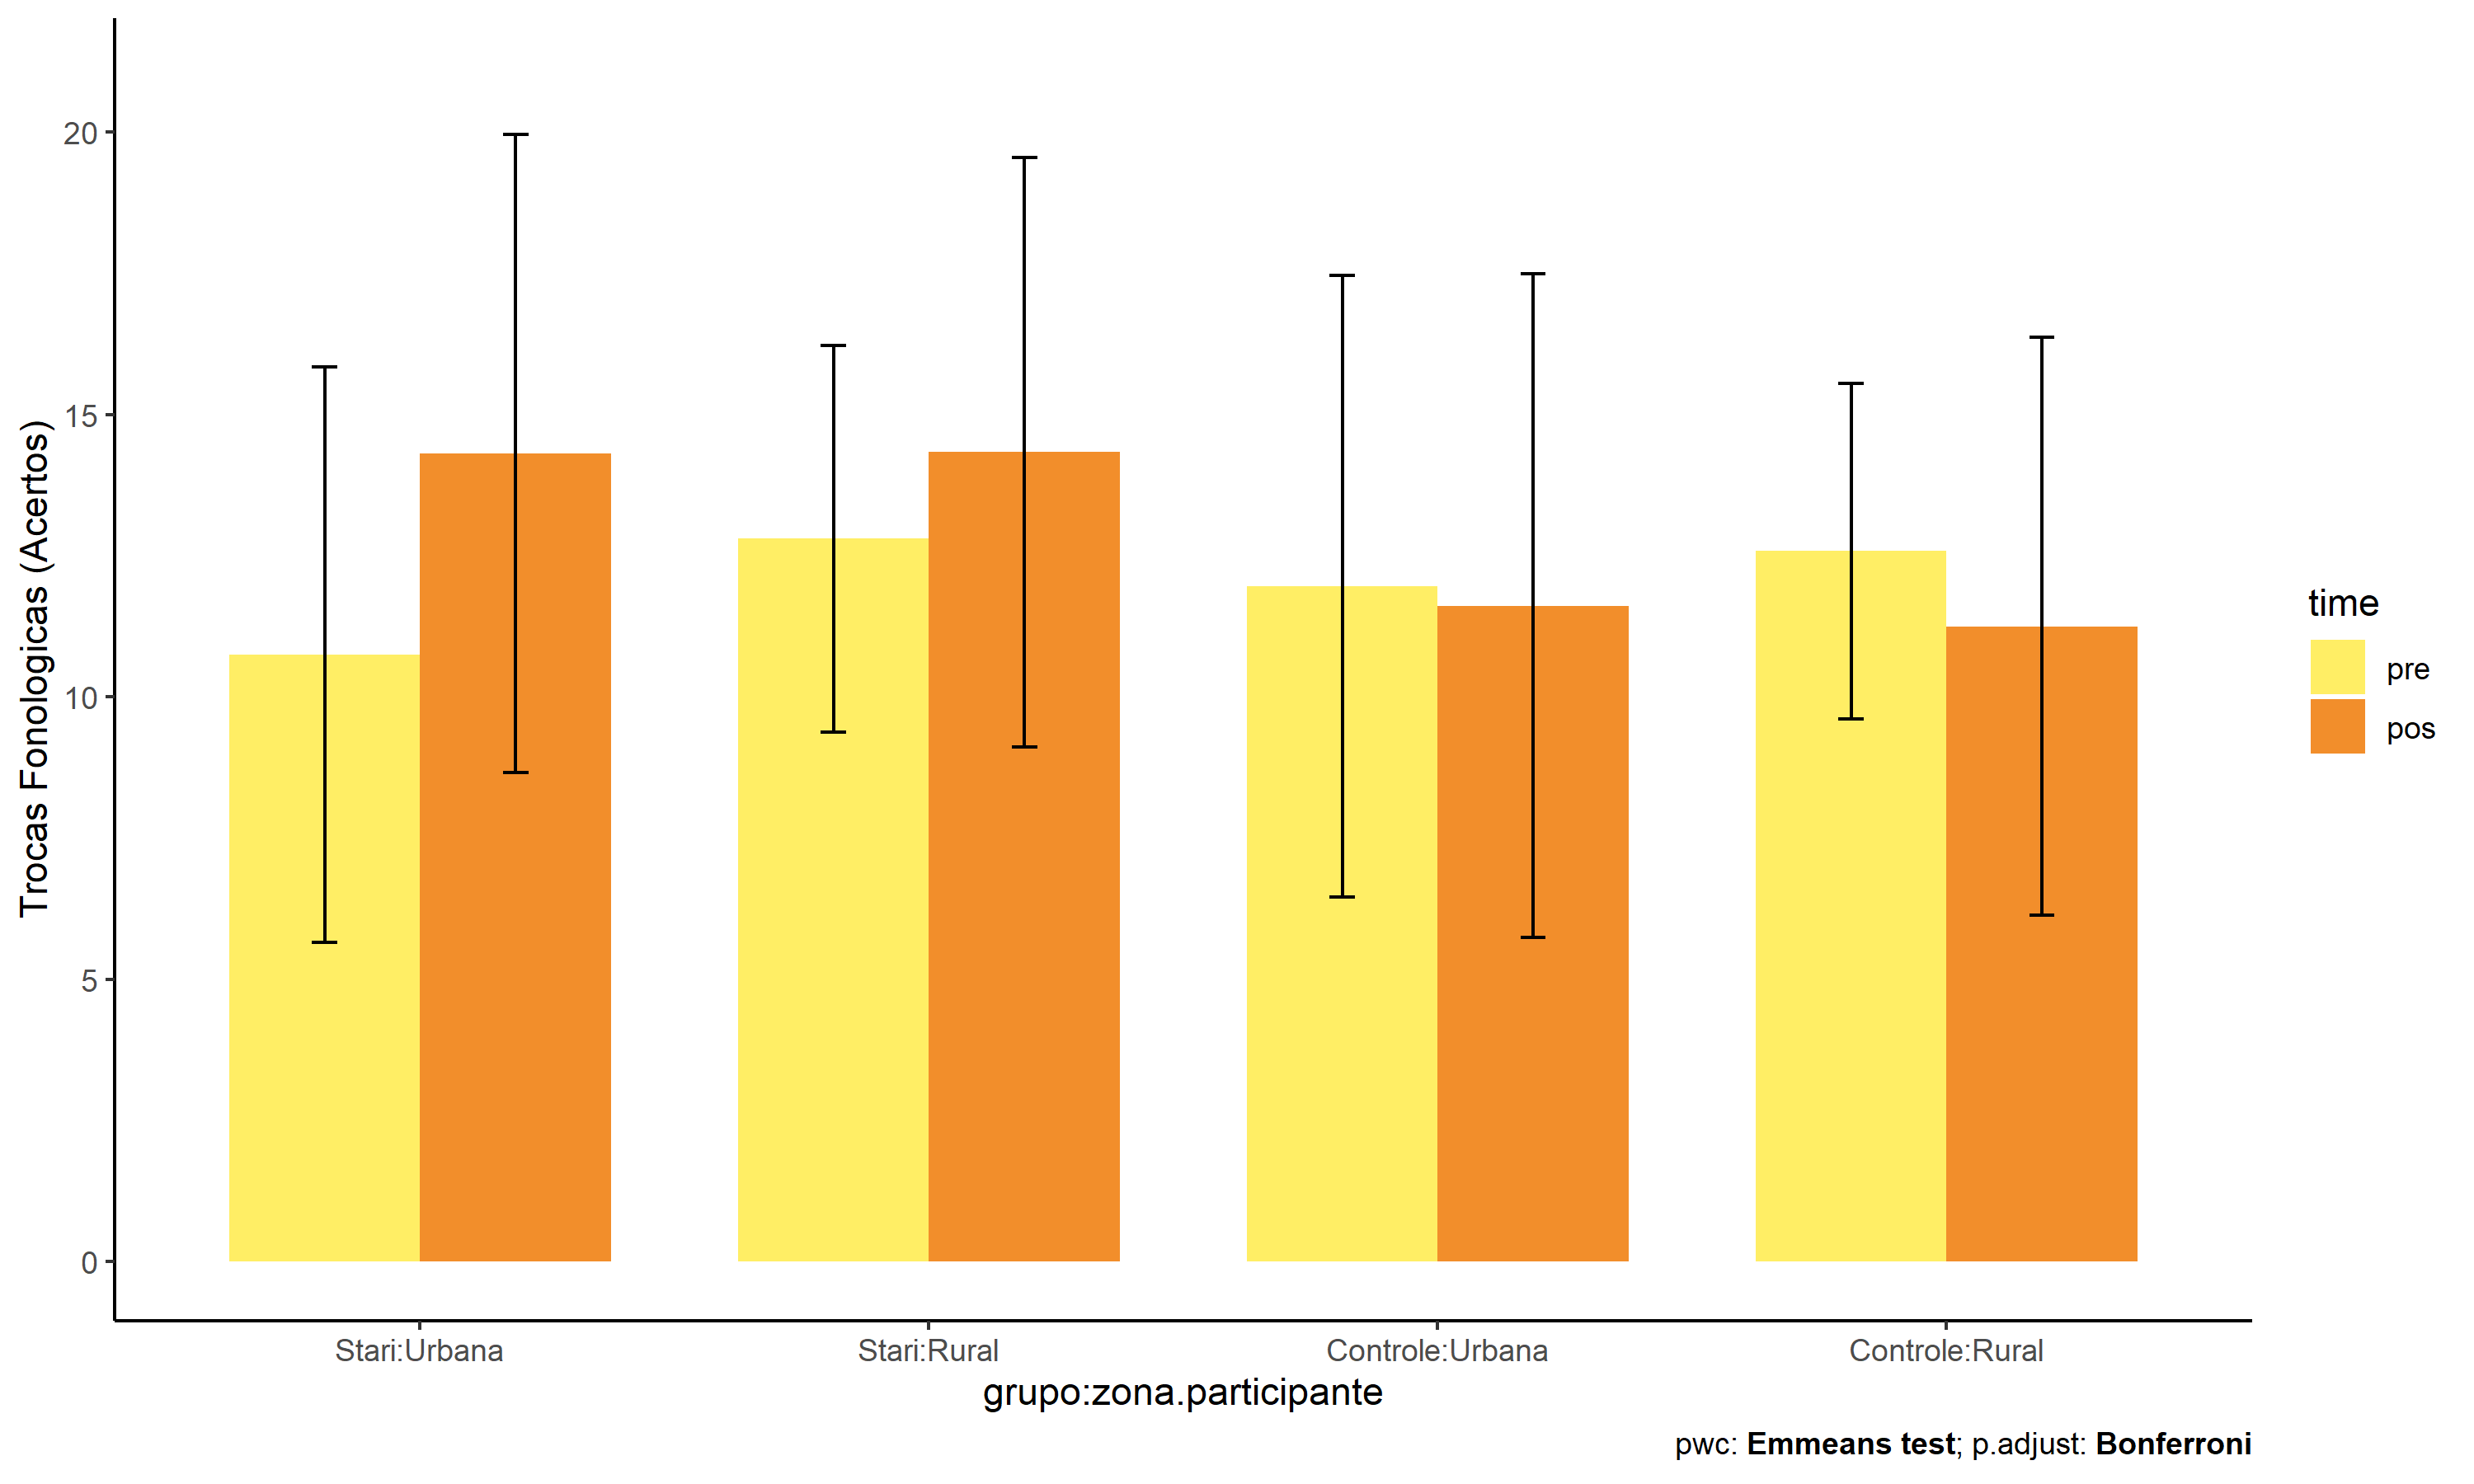 Trocas Fonologicas (Acertos)
20
15
10
5
0
Stari:Urbana
Stari:Rural
Controle:Urbana
Controle:Rural
grupo:zona.participante
time
pre
pos
pwc: Emmeans test; p.adjust: Bonferroni